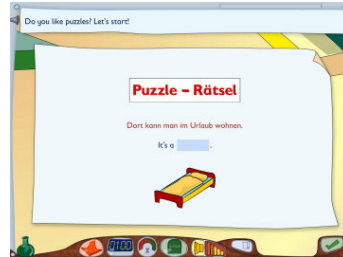 Do you like puzzles? Let's start!
Puzzle – Rätsel
Dort kann man im Urlaub wohnen.
It's a .